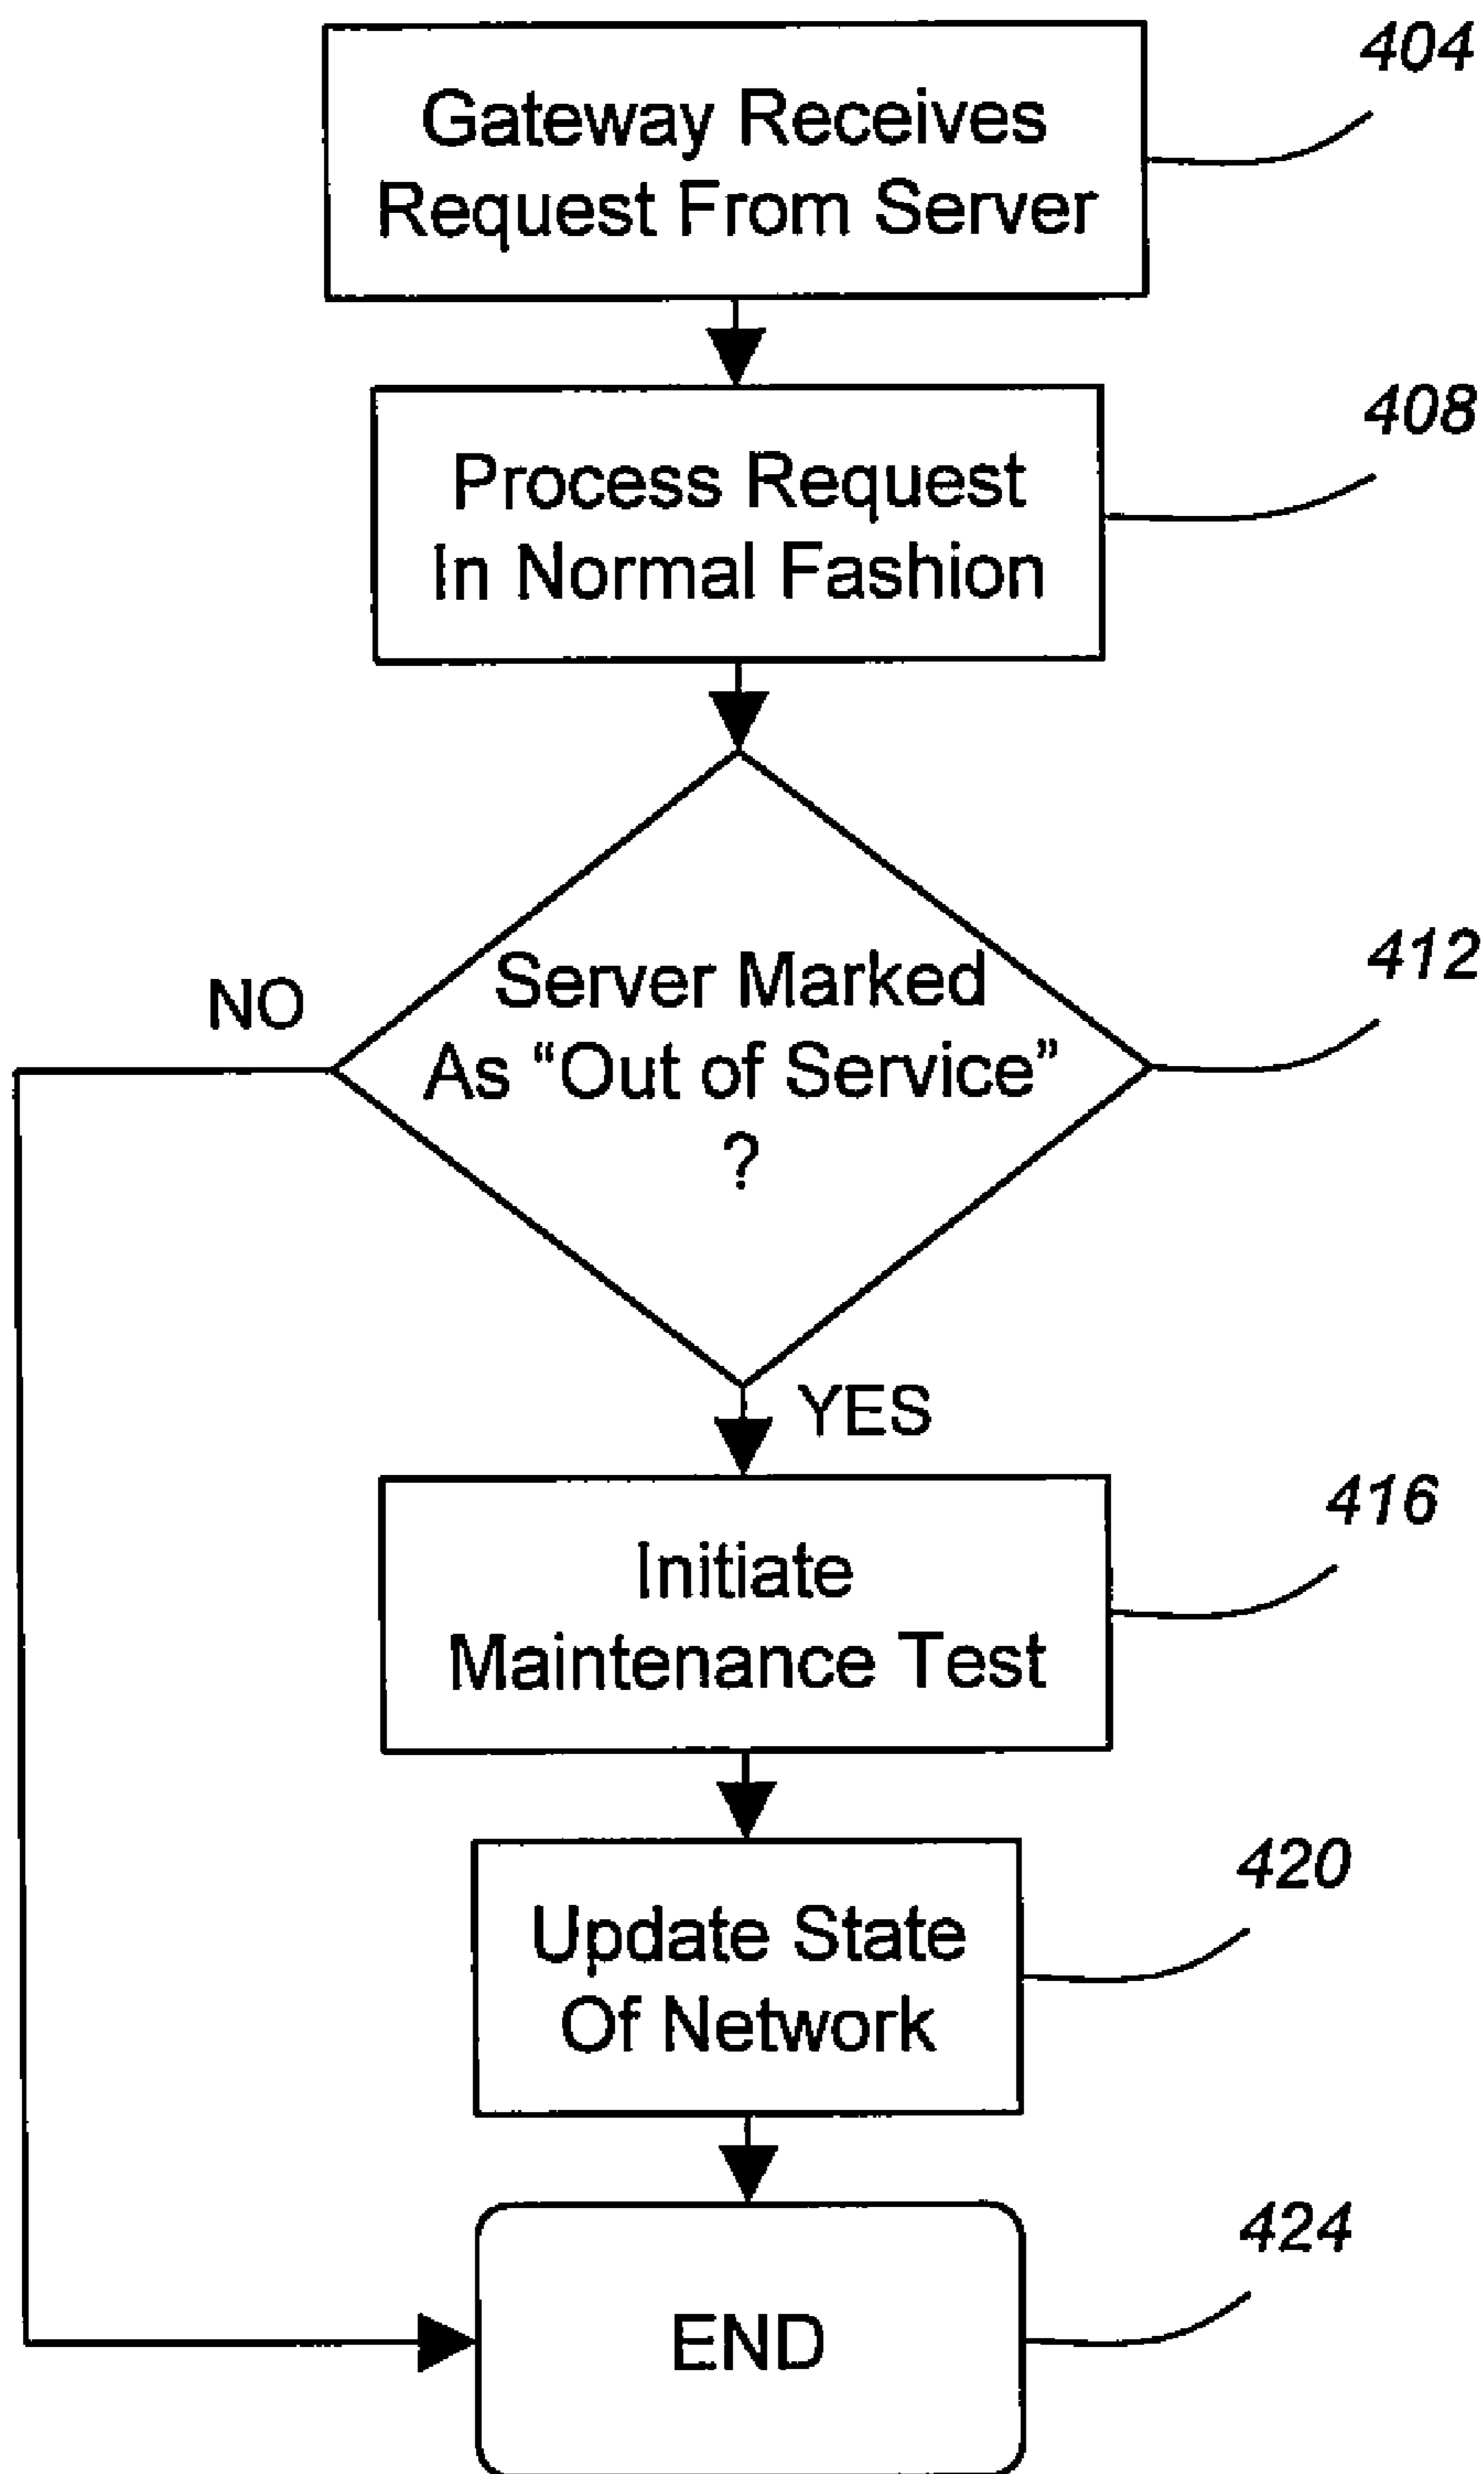 404
Gateway Receives
Request From Server
408
Process Request
In Normal Fashion
412
Server Marked
As “Out of Service”
?
NO
YES
416
Initiate
Maintenance Test
420
Update State
Of Network
424
END